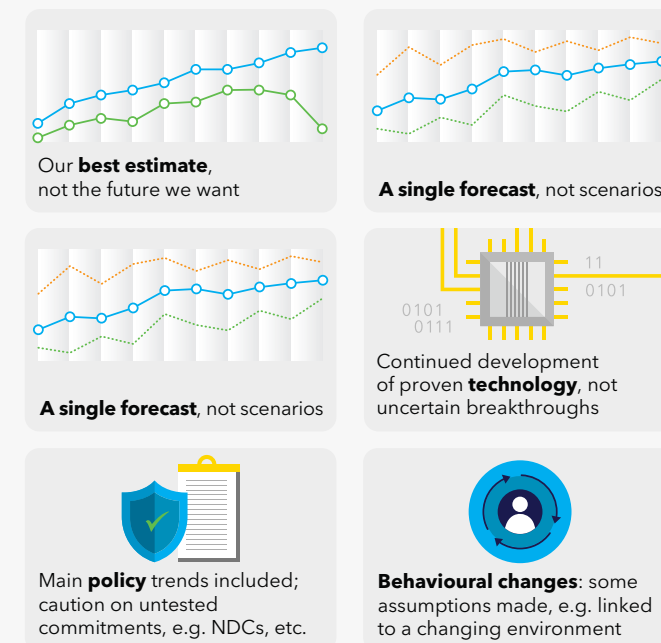 Our best estimate,
not the future we want
A single forecast, not scenarios
A single forecast, not scenarios
11
0101
0101
0111
Continued development
of proven technology, not
uncertain breakthroughs
Main policy trends included;
caution on untested
commitments, e.g. NDCs, etc.
Behavioural changes: some
assumptions made, e.g. linked
to a changing environment